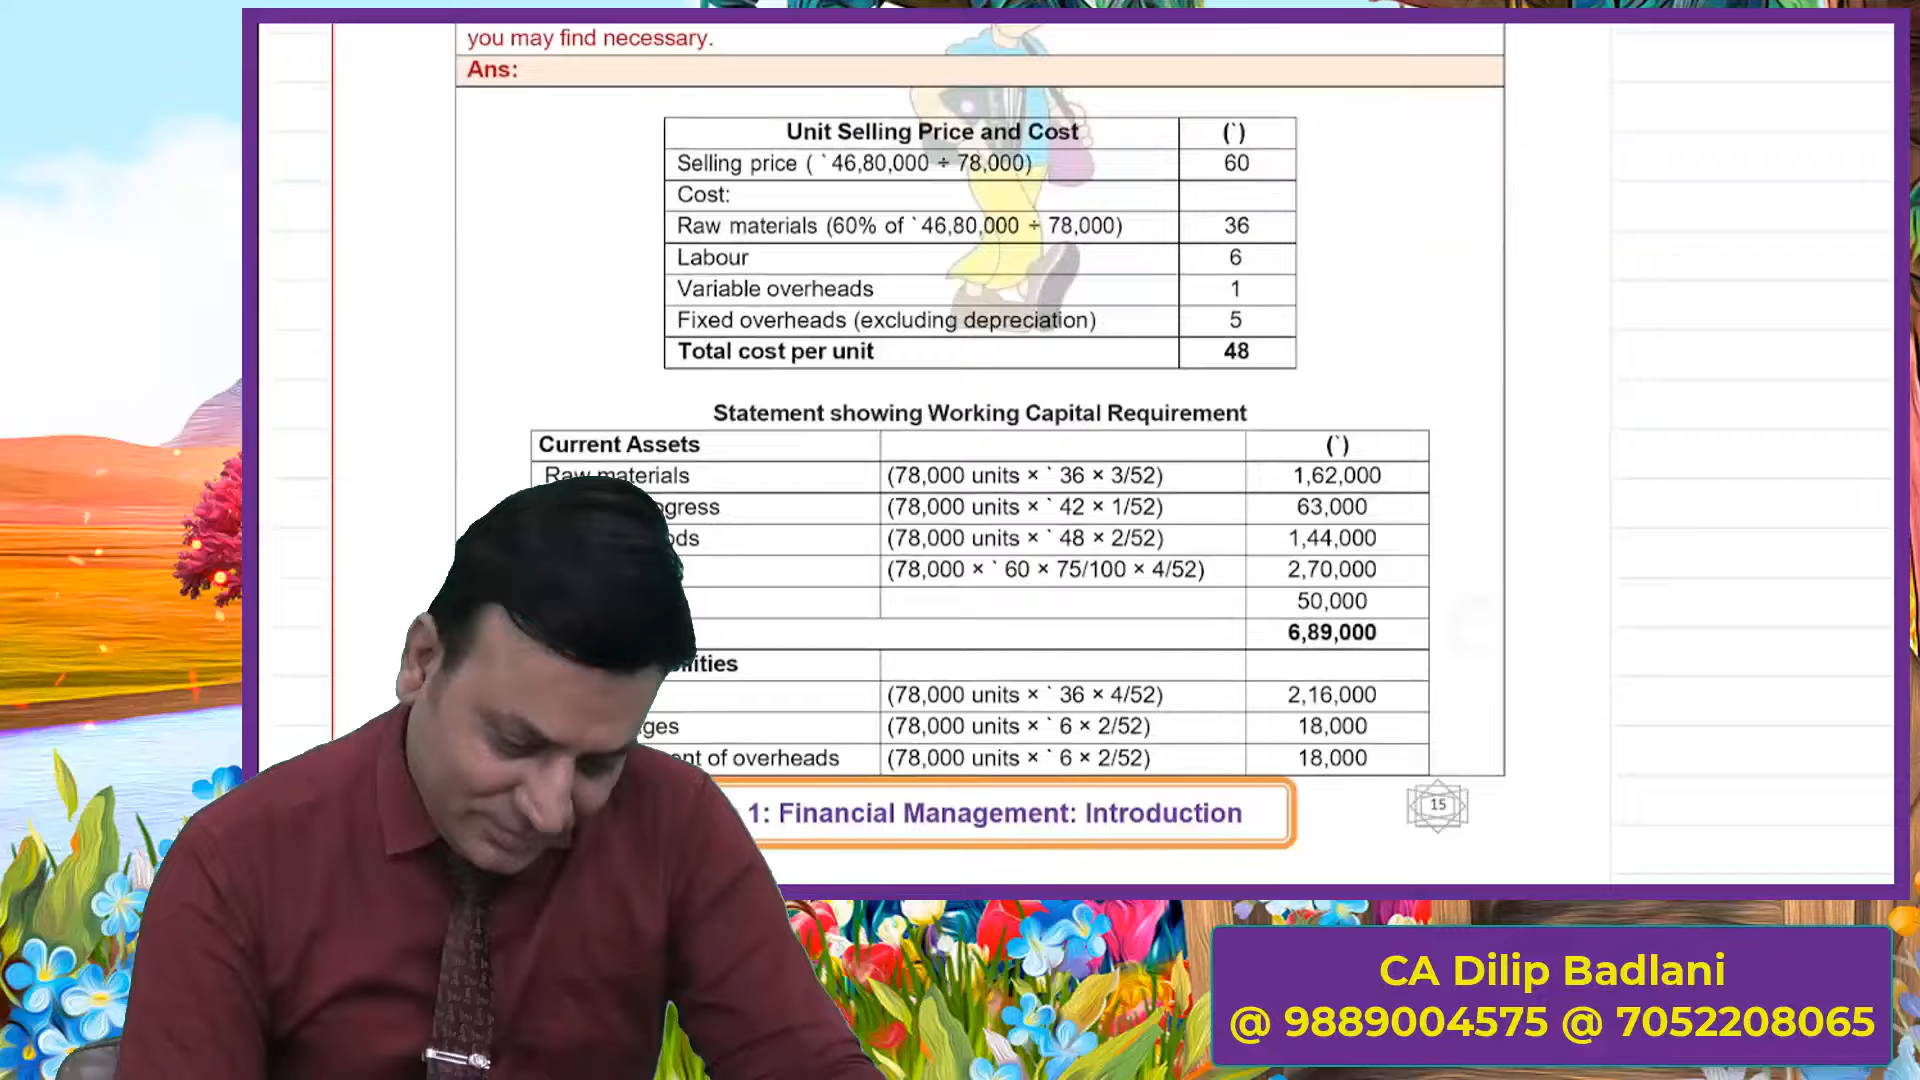 you may find necessary.
Ans:
Unit Selling Price and Cost (`)
Selling price ( `46,80,000 ÷ 78,000) 60
Cost:
Raw materials (60% of `46,80,000 ÷ 78,000) 36
Labour 6
Variable overheads 1
Fixed overheads (excluding depreciation) 5
Total cost per unit 48
Statement showing Working Capital Requirement
Current Assets (`)
Raw materials (78,000 units × ` 36 × 3/52) 1,62,000
(78,000 units × ` 42 × 1/52) 63,000
(78,000 units × ` 48 × 2/52) 1,44,000
(78,000 × ` 60 × 75/100 × 4/52) 2,70,000
50,000
6,89,000
(78,000 units × ` 36 × 4/52) 2,16,000
(78,000 units × ` 6 × 2/52) 18,000
of overheads (78,000 units × ` 6 × 2/52) 18,000
1: Financial Management: Introduction
15
CA Dilip Badlani
@ 9889004575 @ 7052208065